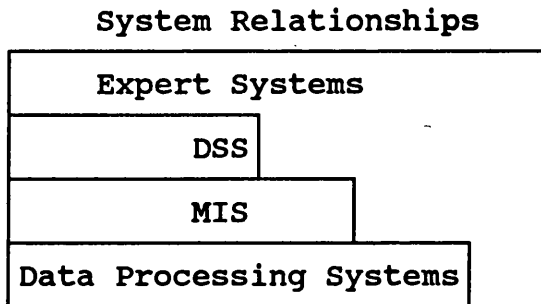 System Relationships
Expert Systems
DSS
MIS
Data Processing Systems